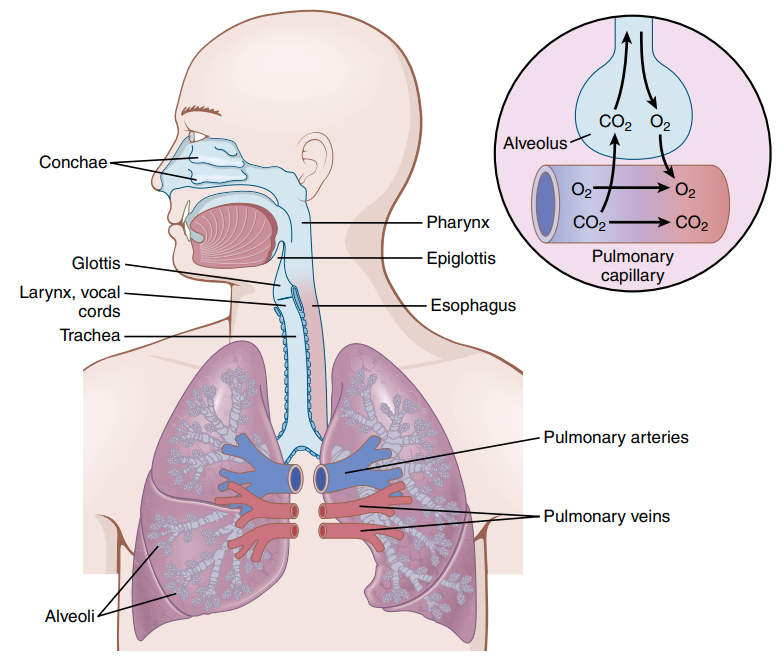 Conchae
Pharynx
Epiglottis
Glottis
Larynx, vocal
cords
Esophagus
Trachea
Pulmonary arteries
Pulmonary veins
Alveoli
CO2 O2
Alveolus
O2 O2
CO2 CO2
Pulmonary
capillary